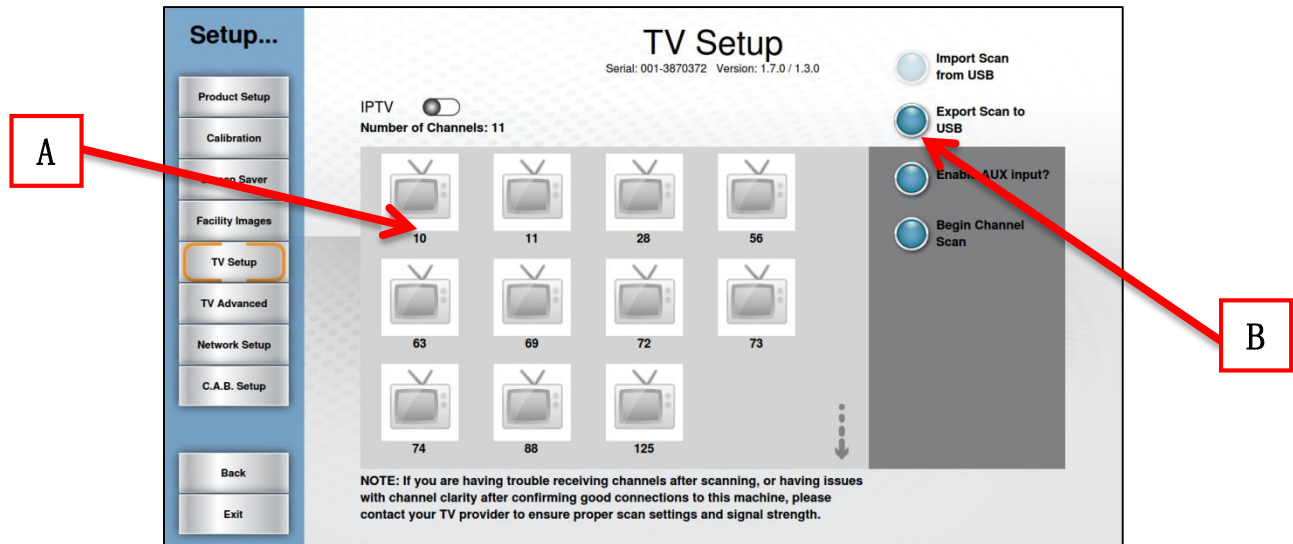 Setup...
TV Setup
Serial: 001-3870372 Version: 1.7.0 / 1.3.0
Import Scan
from USB
Product Setup
IPTV
Export Scan to
USB
Number of Channels: 11
Calibration
A
Saver
Enable AUX input?
Facility Images
10 11 28 56
Begin Channel
Scan
TV Setup
TV Advanced
B
Network Setup
63 69 72 73
C.A.B. Setup
74 88 125
Back
NOTE: If you are having trouble receiving channels after scanning, or having issues
with channel clarity after confirming good connections to this machine, please
contact your TV provider to ensure proper scan settings and signal strength.
Exit